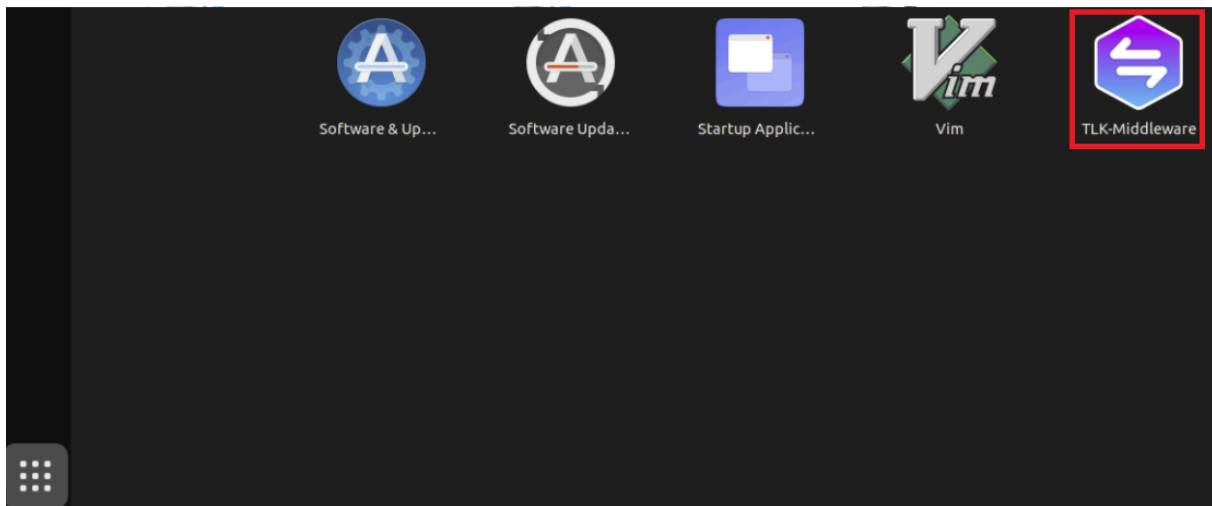 Software & Up...
Software Upda...
Startup Applic...
Vim
TLK-Middleware